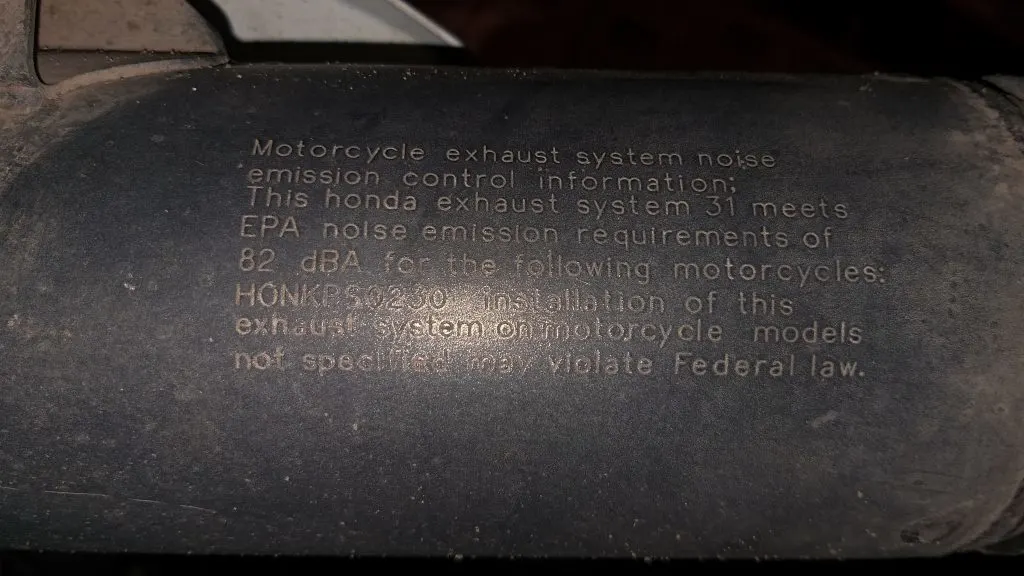 Motorcycle exhaust system noise
emission control information;
This honda exhaust system 31 meets
EPA noise emission requirements of
82 dBA for the following motorcycles:
HONKPS0230 installation of this
exhaust system on motorcycle models
not specified may violate Federal law.